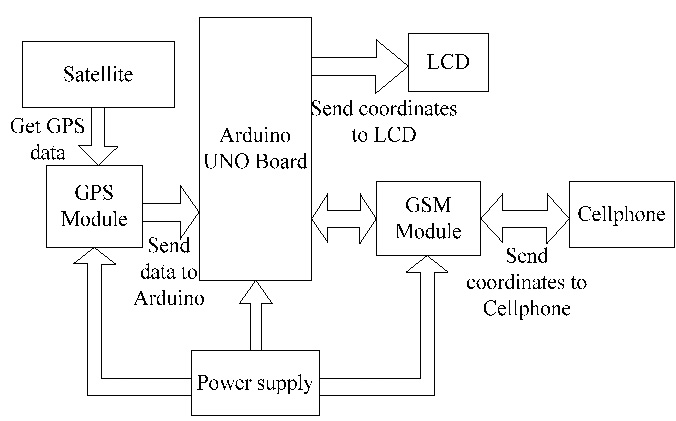 Satellite
Get GPS
data
GPS
Module
Send
data to
Arduino
Arduino
UNO Board
LCD
Send coordinates
to LCD
GSM
Module
Cellphone
Send
coordinates to
Cellphone
Power supply